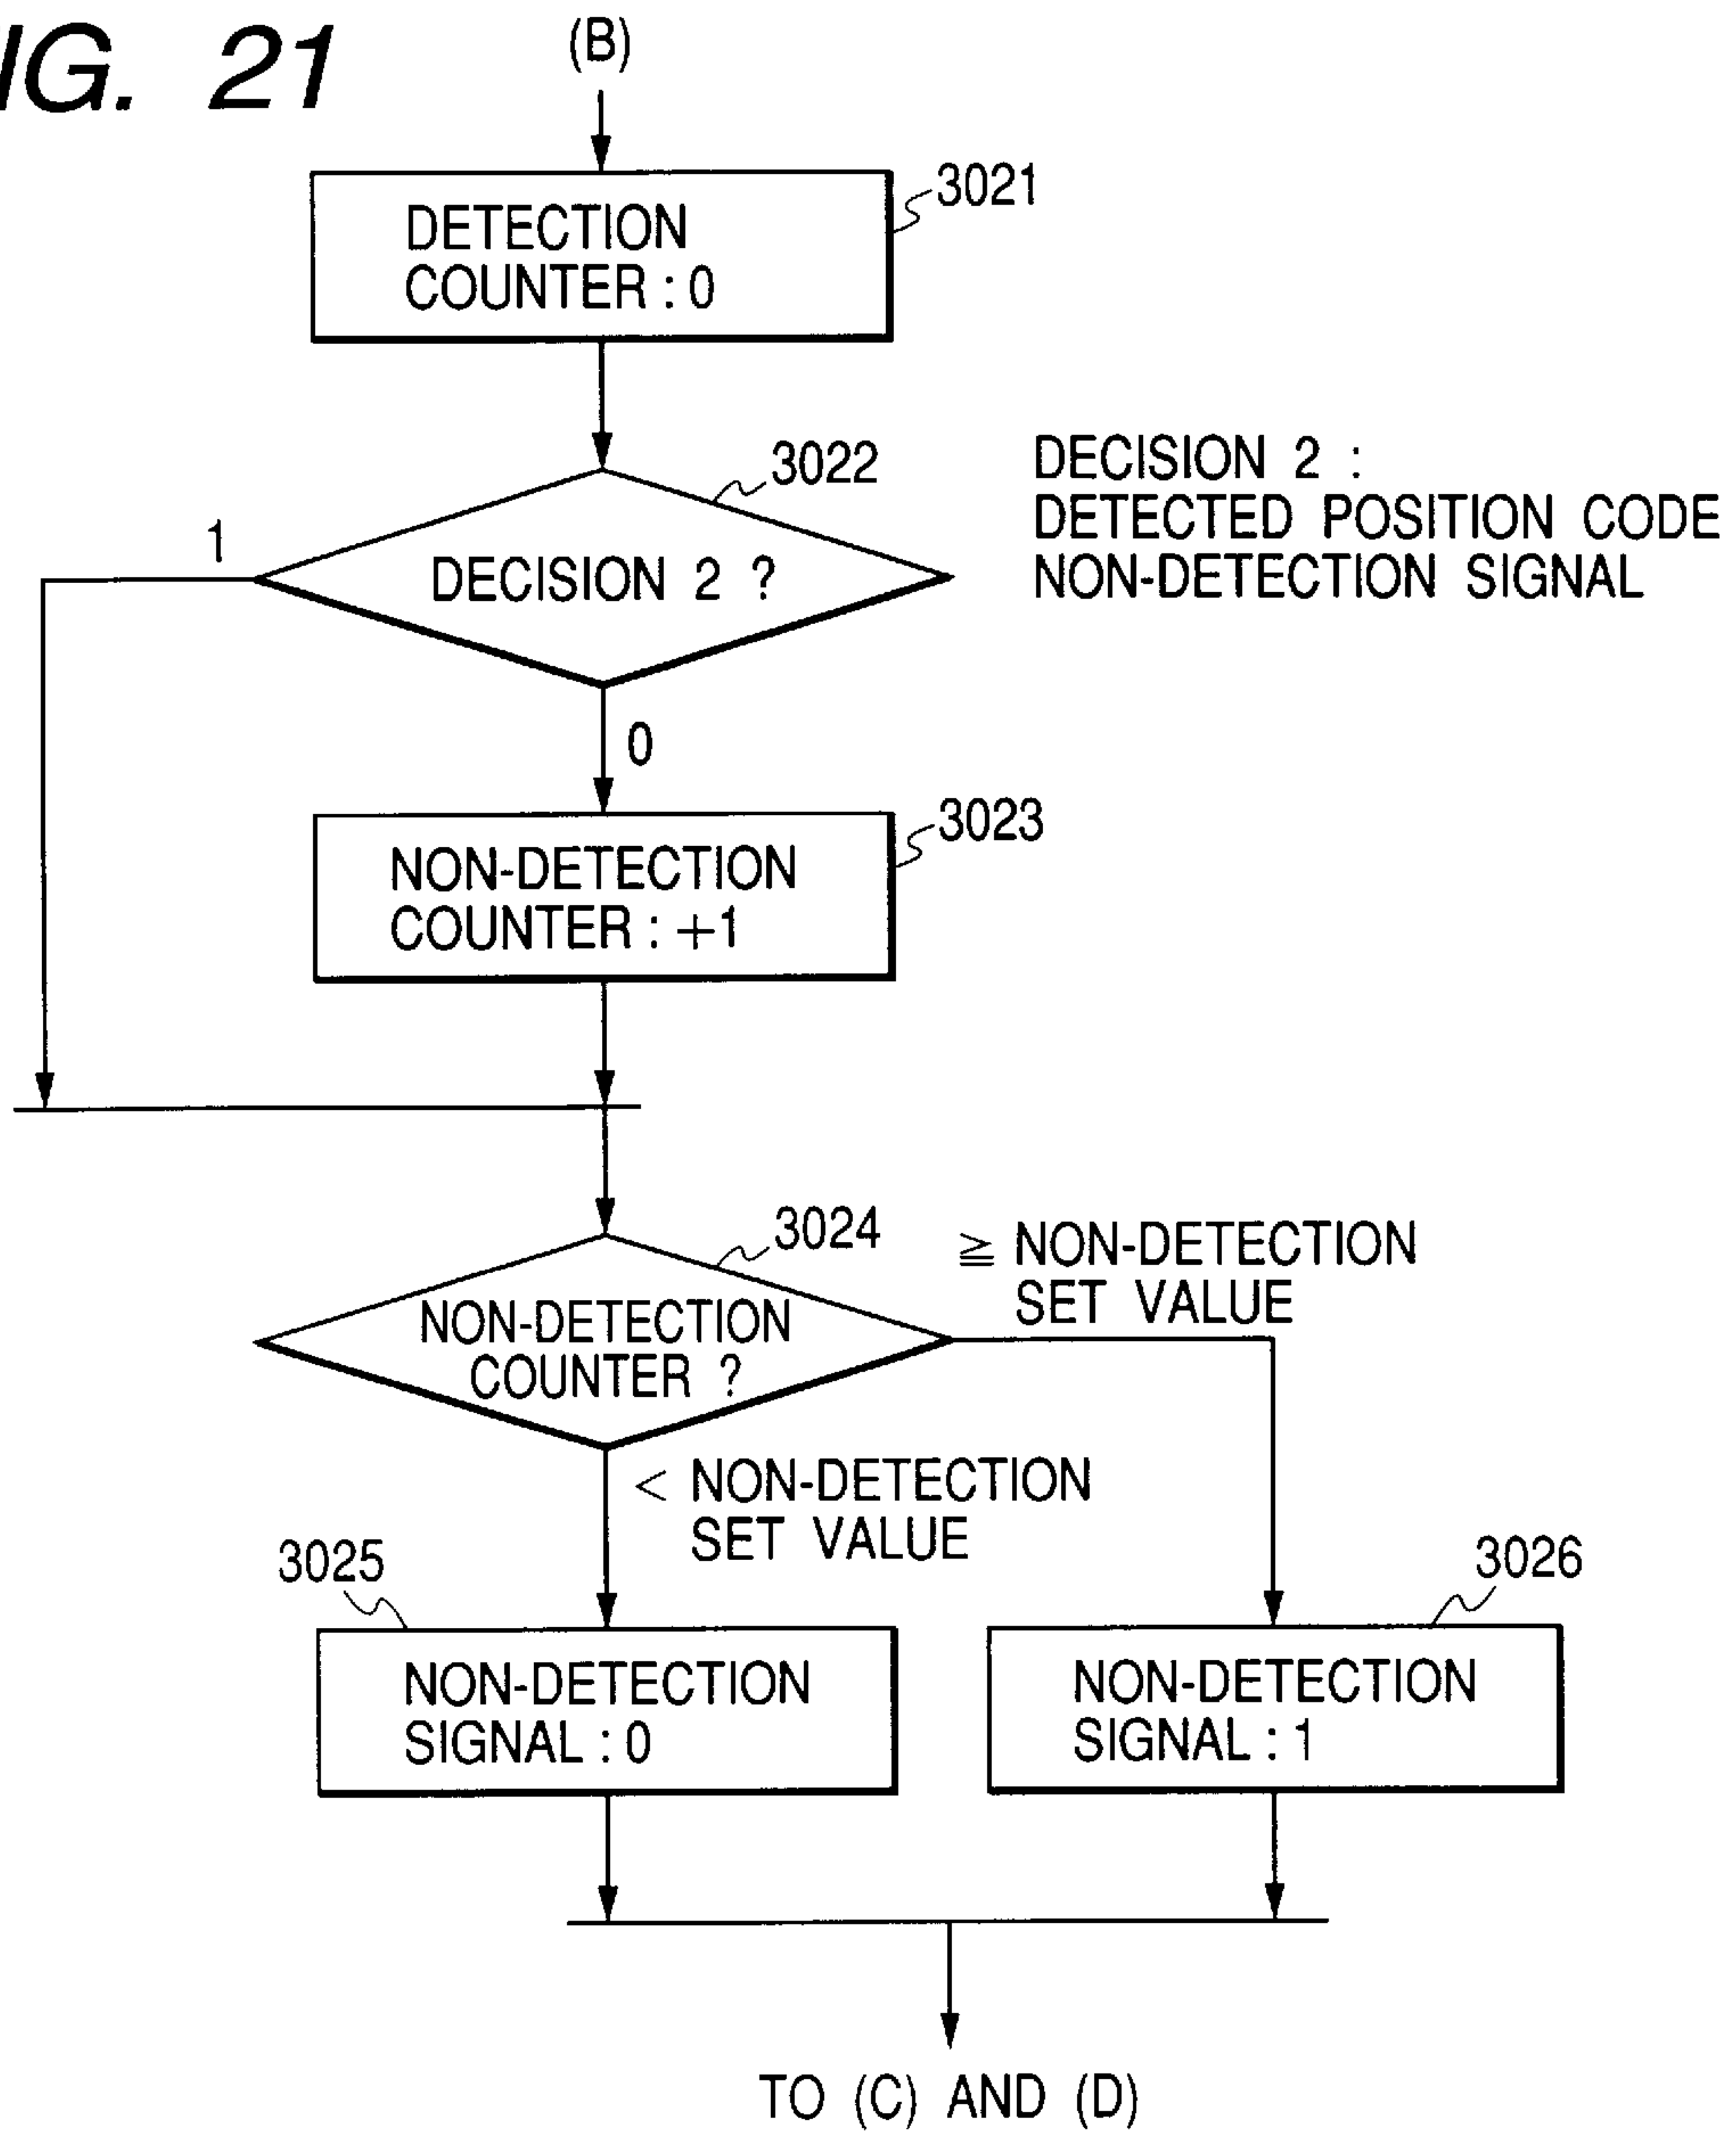 IG. 21
(B)
DETECTION
COUNTER : 0
3021
3022
DECISION 2 ?
1
0
DECISION 2 :
DETECTED POSITION CODE
NON-DETECTION SIGNAL
NON-DETECTION
COUNTER : +1
3023
3024
NON-DETECTION
COUNTER ?
≧ NON-DETECTION
SET VALUE
< NON-DETECTION
SET VALUE
3025
NON-DETECTION
SIGNAL : 0
3026
NON-DETECTION
SIGNAL : 1
TO (C) AND (D)